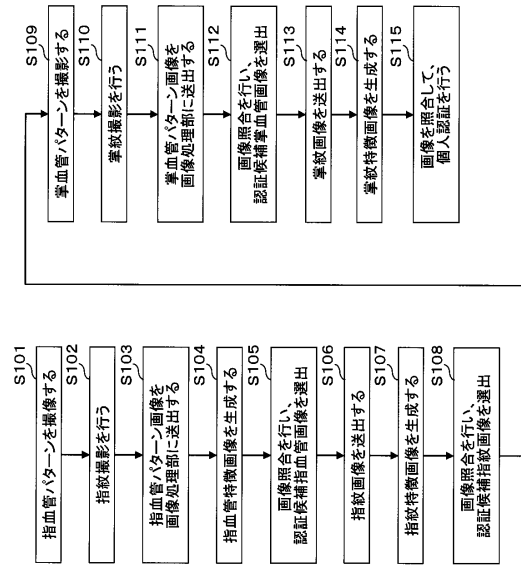 S101
指血管パターンを撮像する
S102
指紋撮影を行う
S103
指血管パターン画像を
画像処理部に送出する
S104
指血管特徴画像を生成する
S105
画像照合を行い、
認証候補指血管画像を選出
S106
指紋画像を送出する
S107
指紋特徴画像を生成する
S108
画像照合を行い、
認証候補指紋画像を選出
S109
掌血管パターンを撮影する
S110
掌紋撮影を行う
S111
掌血管パターン画像を
画像処理部に送出する
S112
画像照合を行い、
認証候補掌血管画像を選出
S113
掌紋画像を送出する
S114
掌紋特徴画像を生成する
S115
画像を照合して、
個人認証を行う